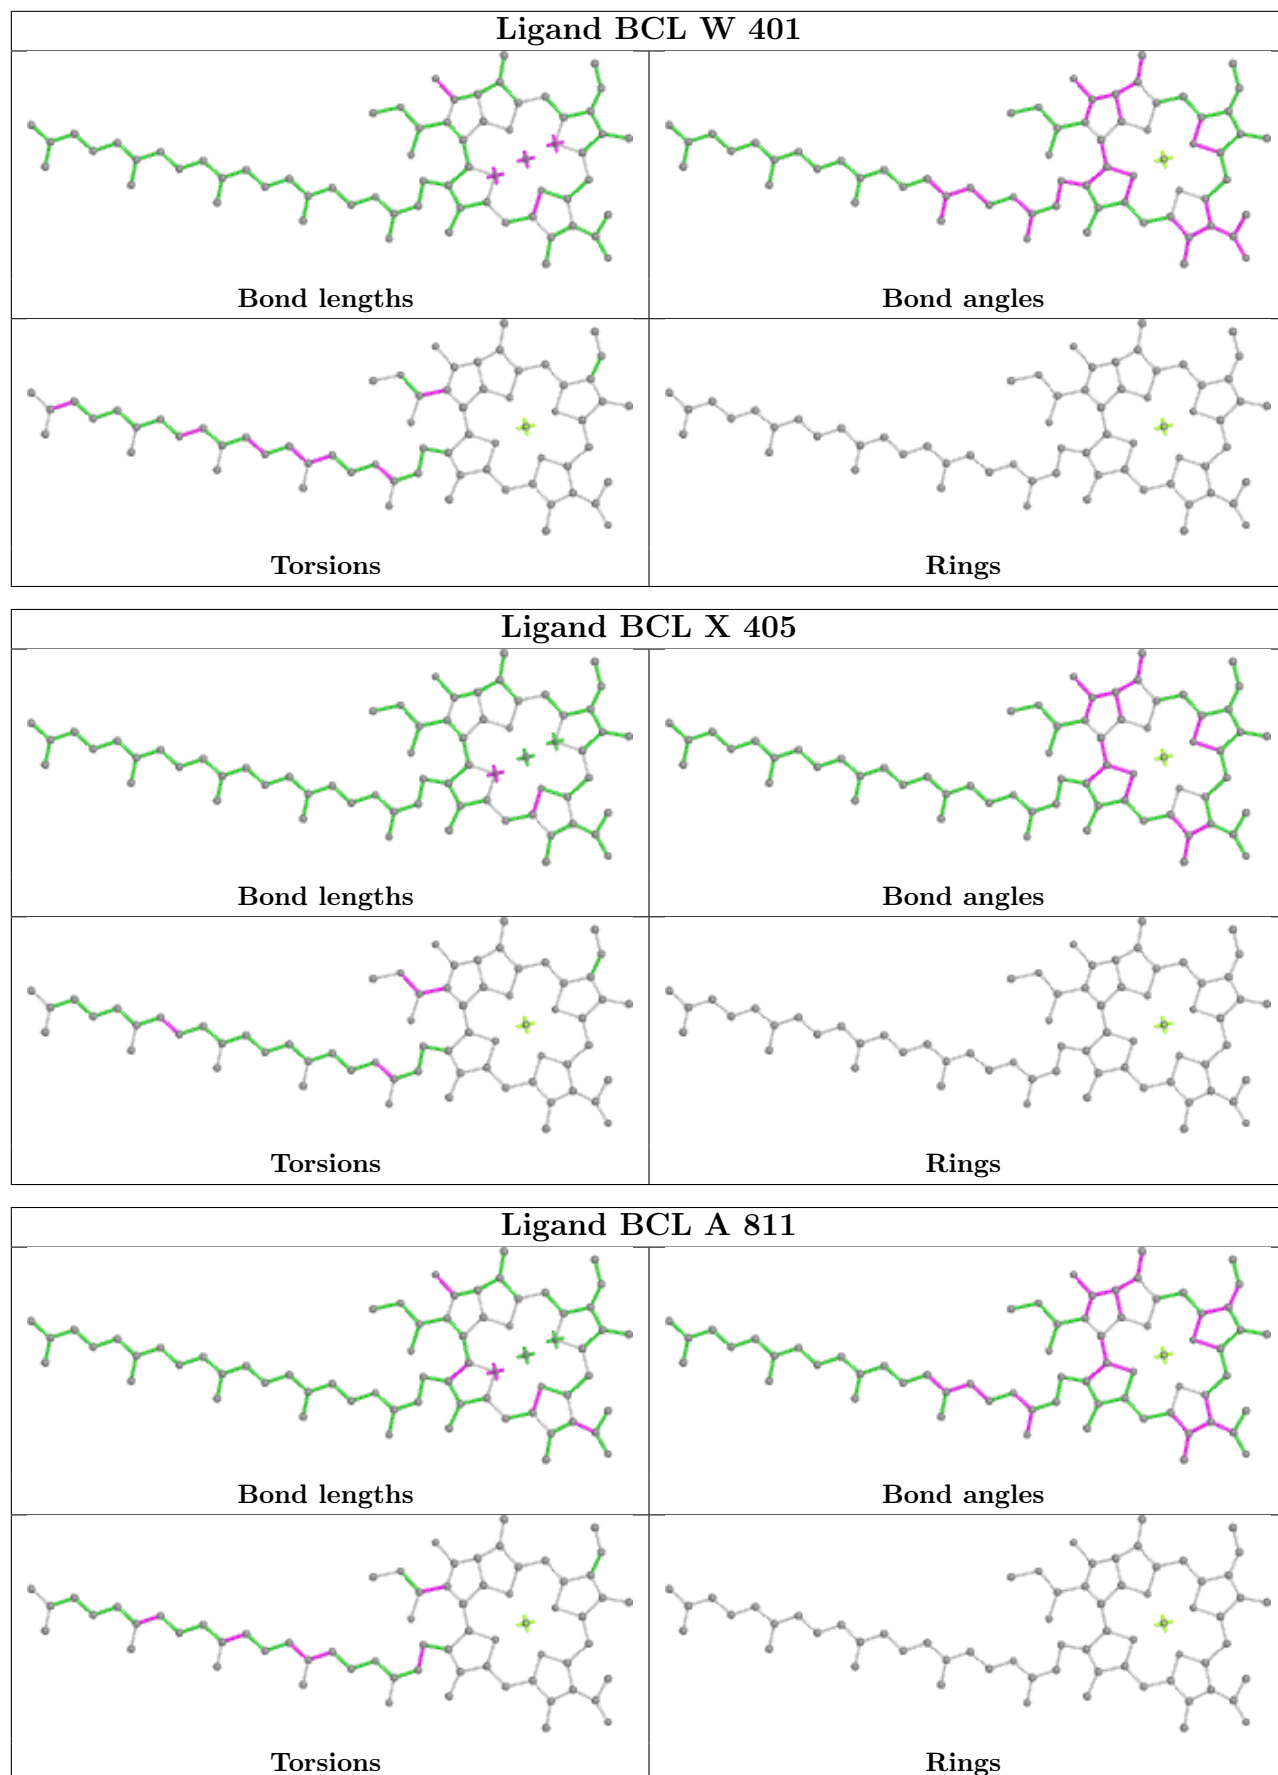 Ligand BCL W 401
Bond lengths Bond angles
Torsions Rings
Ligand BCL X 405
Bond lengths Bond angles
Torsions Rings
Ligand BCL A 811
Bond lengths Bond angles
Torsions Rings